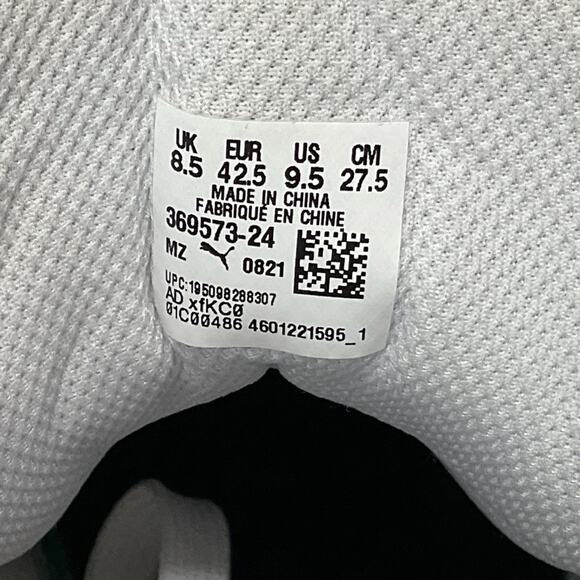 UK EUR US CM
8.5 42.5 9.5 27.5
MADE IN CHINA
FABRIQUÉ EN CHINE
369573-24
MZ 0821
UPC:195098288307
AD xfKC0
01C00486 4601221595_1